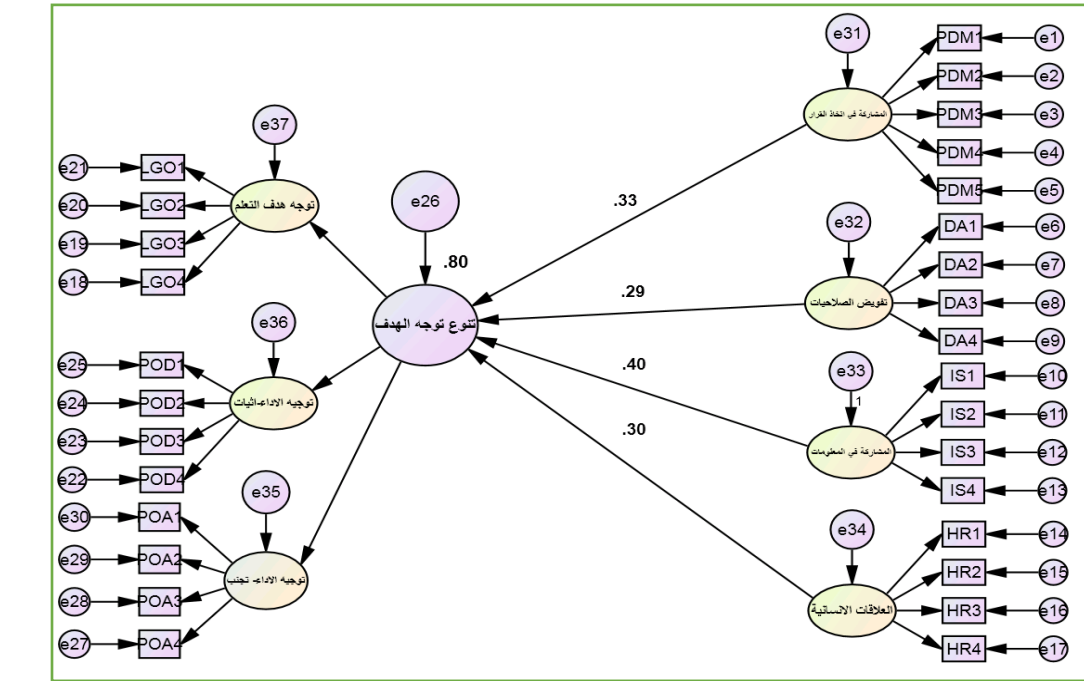 e31
PDM1
e1
PDM2
e2
المشاركة في اتخاذ القرار
PDM3
e3
PDM4
e4
PDM5
e5
e37
e21
LGO1
e20
LGO2
توجه هدف التعلم
e19
LGO3
e18
LGO4
e26
.80
.33
e32
DA1
e6
DA2
e7
تفويض الصلاحيات
DA3
e8
DA4
e9
.29
تنوع توجه الهدف
e36
e25
POD1
e24
POD2
توجيه الاداء-اثبات
e23
POD3
e22
POD4
.40
e33
1
IS1
e10
IS2
e11
المشاركة في المعلومات
IS3
e12
IS4
e13
.30
e35
e30
POA1
e29
POA2
توجيه الاداء- تجنب
e28
POA3
e27
POA4
e34
HR1
e14
HR2
e15
العلاقات الانسانية
HR3
e16
HR4
e17